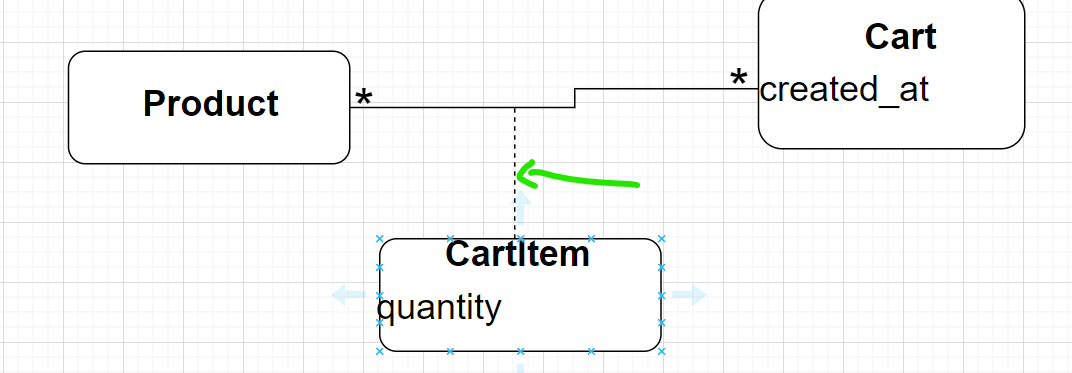 Cart
*
created_at
Product
*
CartItem
quantity